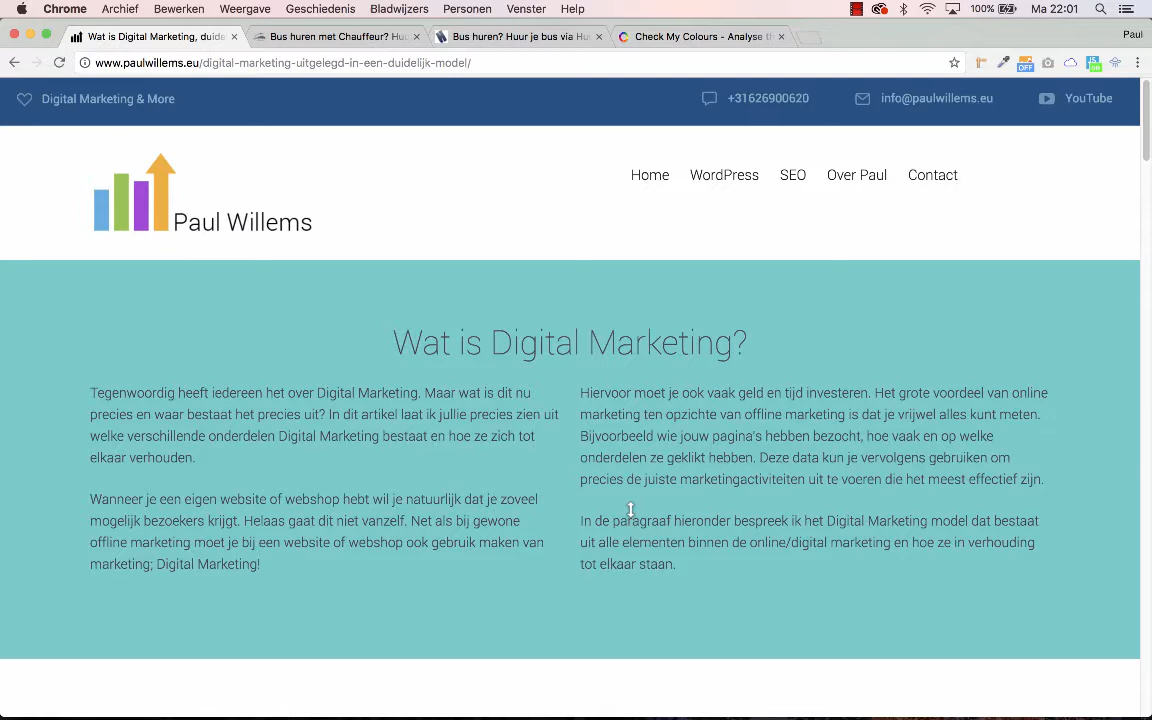 Chrome Archief Bewerken Weergave Geschiedenis Bladwijzers Personen Venster Help 100% Ma 22:01
Wat is Digital Marketing, duide Bus huren met Chauffeur? Hu Bus huren? Huur je bus via Hu Check My Colours - Analyse th Paul
www.paulwillems.eu/digital-marketing-uitgelegd-in-een-duidelijk-model/ OFF
Digital Marketing & More +31626900620 info@paulwillems.eu YouTube
Home WordPress SEO Over Paul Contact
Paul Willems
Wat is Digital Marketing?
Tegenwoordig heeft iedereen het over Digital Marketing. Maar wat is dit nu
precies en waar bestaat het precies uit? In dit artikel laat ik jullie precies zien uit
welke verschillende onderdelen Digital Marketing bestaat en hoe ze zich tot
elkaar verhouden.
Wanneer je een eigen website of webshop hebt wil je natuurlijk dat je zoveel
mogelijk bezoekers krijgt. Helaas gaat dit niet vanzelf. Net als bij gewone
offline marketing moet je bij een website of webshop ook gebruik maken van
marketing; Digital Marketing!
Hiervoor moet je ook vaak geld en tijd investeren. Het grote voordeel van online
marketing ten opzichte van offline marketing is dat je vrijwel alles kunt meten.
Bijvoorbeeld wie jouw pagina's hebben bezocht, hoe vaak en op welke
onderdelen ze geklikt hebben. Deze data kun je vervolgens gebruiken om
precies de juiste marketingactiviteiten uit te voeren die het meest effectief zijn.
In de paragraaf hieronder bespreek ik het Digital Marketing model dat bestaat
uit alle elementen binnen de online/digital marketing en hoe ze in verhouding
tot elkaar staan.